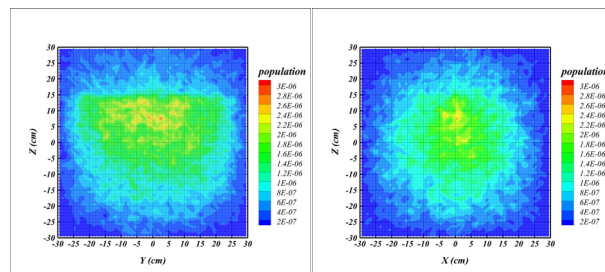 30
25
20
15
10
5
0
-5
-10
-15
-20
-25
-30
Z (cm)
-30 -25 -20 -15 -10 -5 0 5 10 15 20 25 30
Y (cm)
population
3E-06
2.8E-06
2.6E-06
2.4E-06
2.2E-06
2E-06
1.8E-06
1.6E-06
1.4E-06
1.2E-06
1E-06
8E-07
6E-07
4E-07
2E-07
30
25
20
15
10
5
0
-5
-10
-15
-20
-25
-30
Z (cm)
-30 -25 -20 -15 -10 -5 0 5 10 15 20 25 30
X (cm)
population
3E-06
2.8E-06
2.6E-06
2.4E-06
2.2E-06
2E-06
1.8E-06
1.6E-06
1.4E-06
1.2E-06
1E-06
8E-07
6E-07
4E-07
2E-07